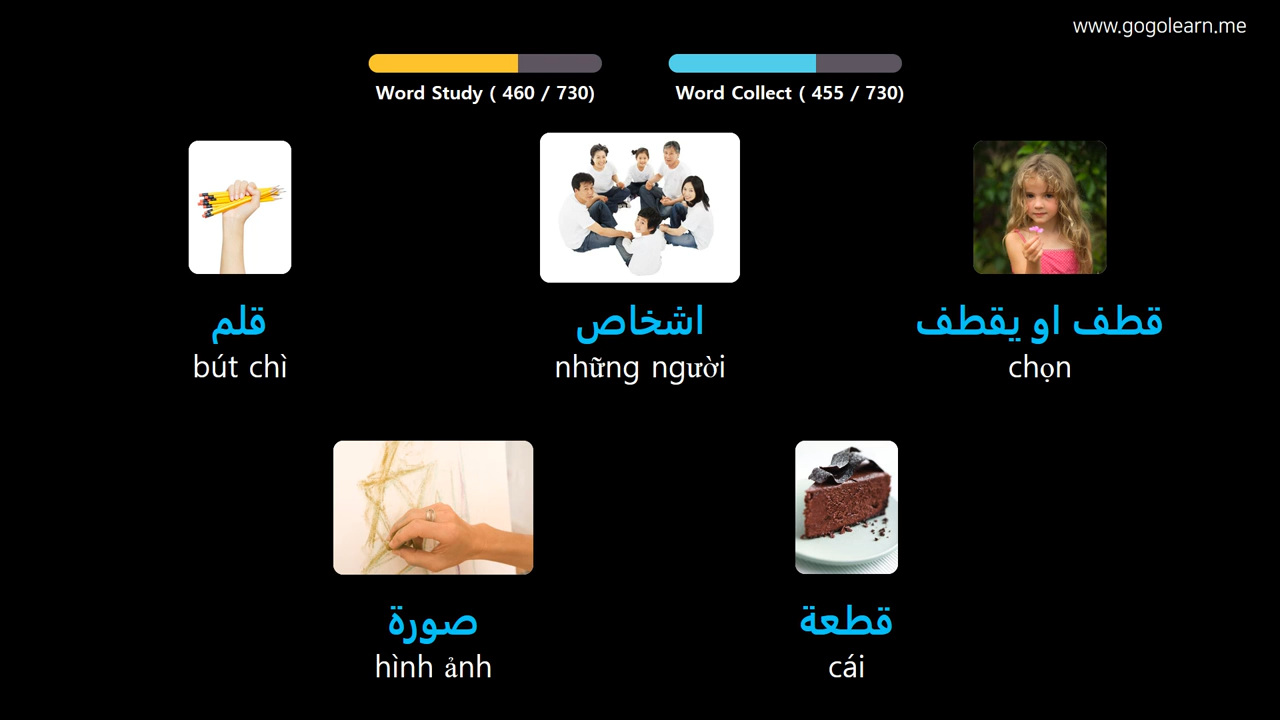 www.gogolearn.me
Word Study ( 460 / 730)
Word Collect ( 455 / 730)
قلم
bút chì
اشخاص
những người
قطف او يقطف
chọn
صورة
hình ảnh
قطعة
cái